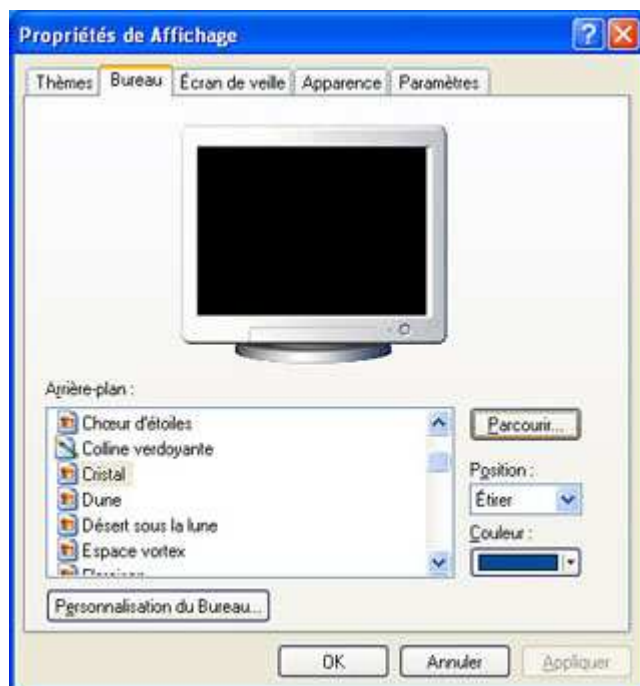 Propriétés de Affichage
Thèmes Bureau Écran de veille Apparence Paramètres
Arrière-plan :
Chœur d'étoiles
Colline verdoyante
Cristal
Dune
Désert sous la lune
Espace vortex
Parcourir...
Position :
Étirer
Couleur :
Personnalisation du Bureau...
OK Annuler Appliquer